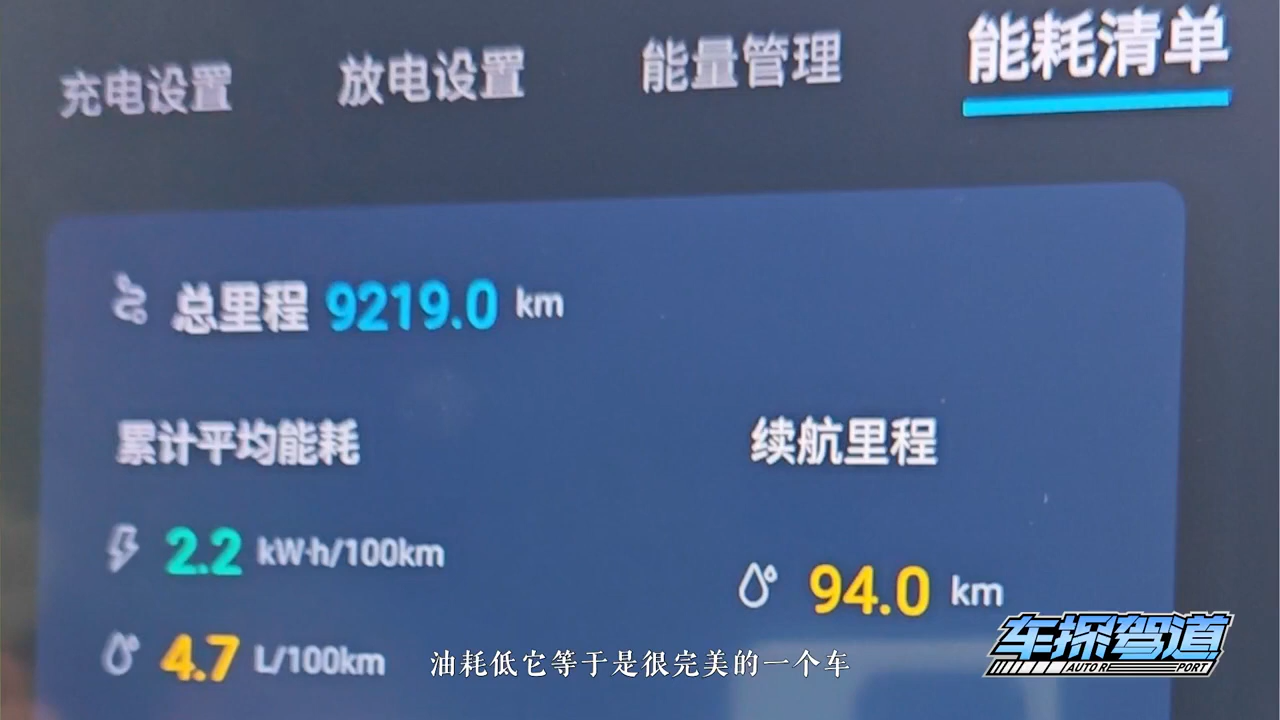 充电设置 放电设置 能量管理 能耗清单
总里程 9219.0 km
累计平均能耗 续航里程
2.2 kW·h/100km
94.0 km
4.7 L/100km
油耗低它等于是很完美的一个车
车探驾道
AUTO REPORT